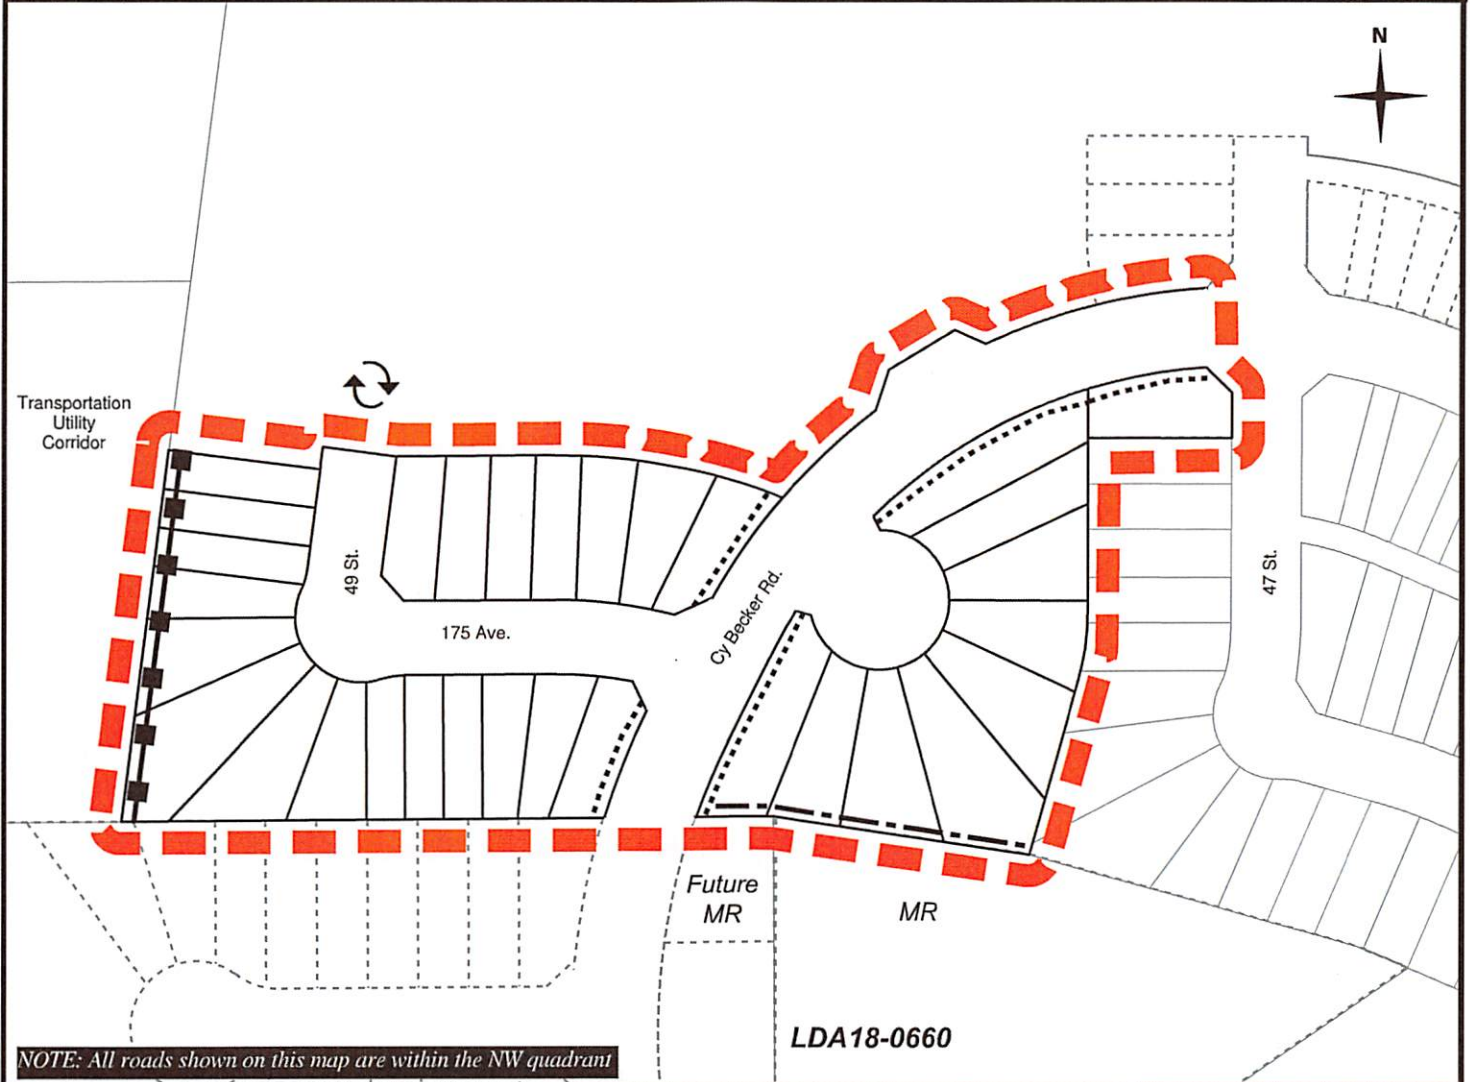 N
Transportation
Utility
Corridor
49 St.
175 Ave.
Cy Becker Rd.
47 St.
Future
MR
MR
LDA18-0660
NOTE: All roads shown on this map are within the NW quadrant